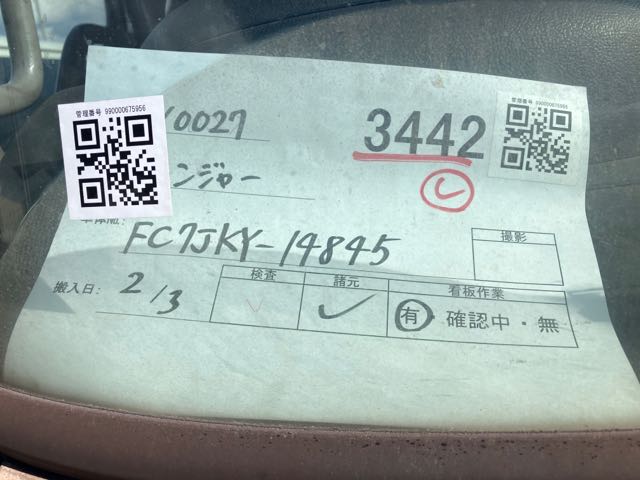 管理番号 990000675956
管理番号 990000675956
0027
3442
ンジャー
FC7JKY-14845
撮影
搬入日: 2/3
検査 諸元 看板作業
有 ・ 確認中 ・ 無